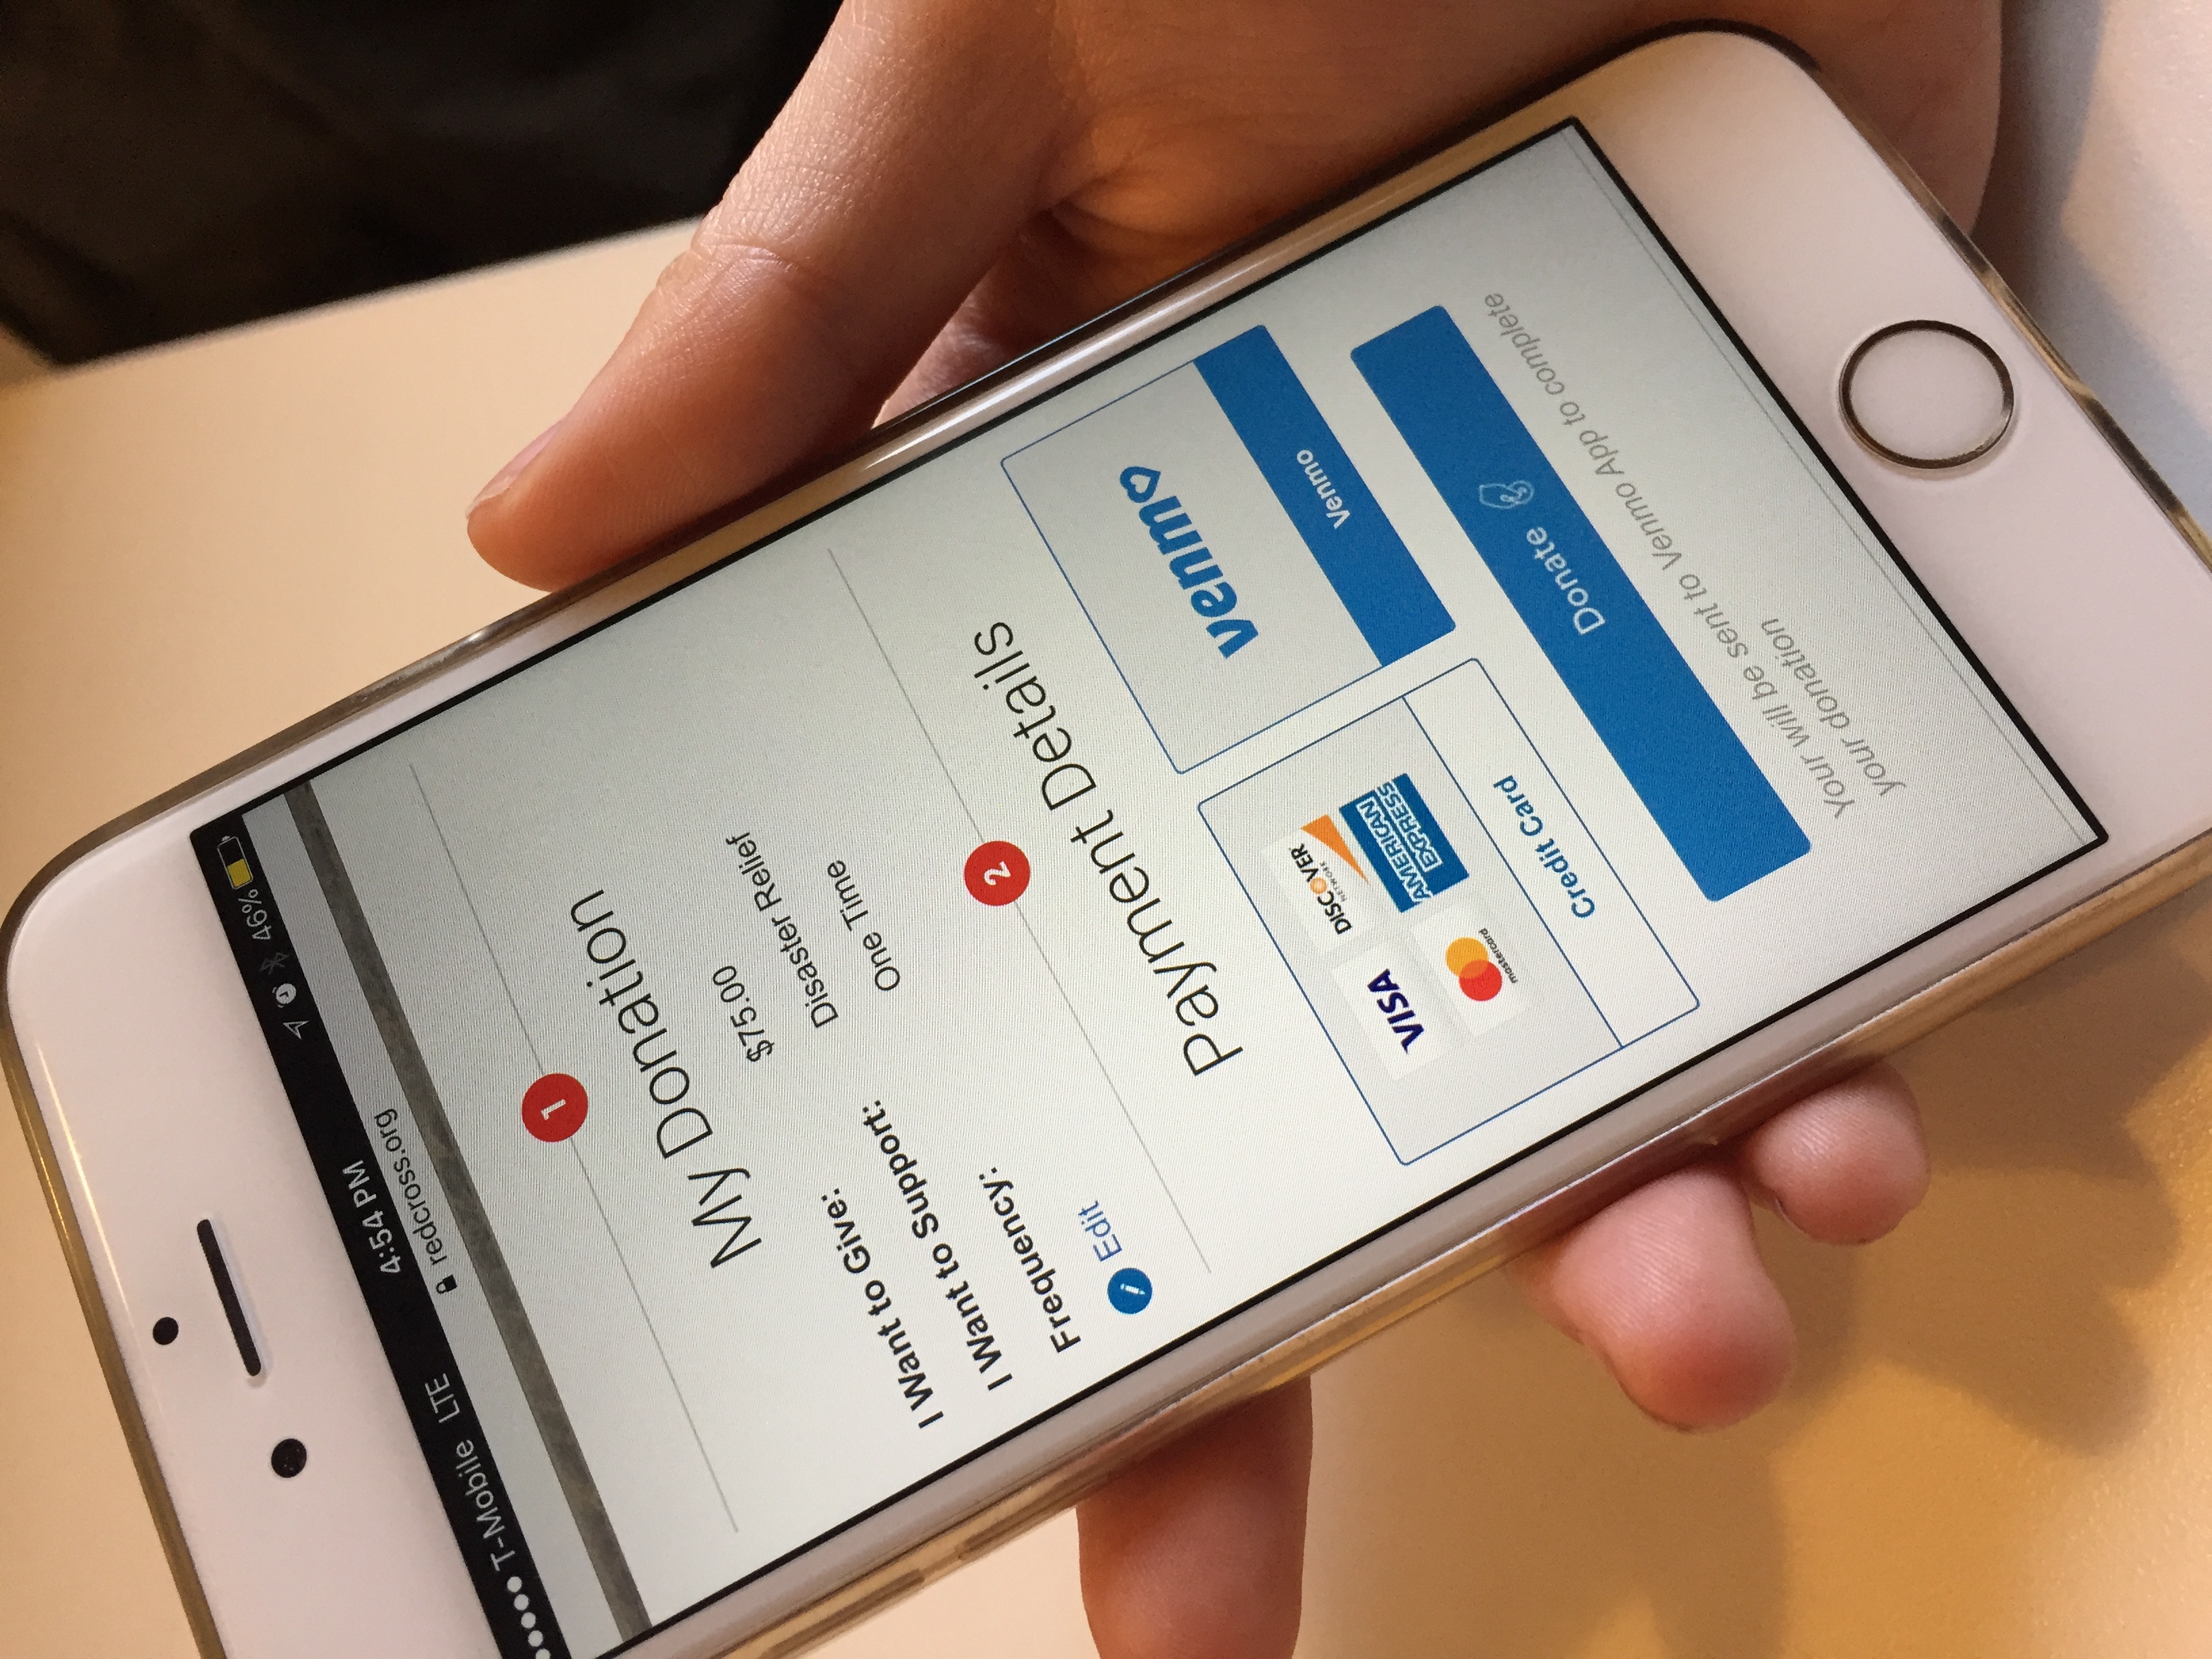 T-Mobile LTE 4:54 PM 46%
redcross.org
1
My Donation
I Want to Give: $75.00
I Want to Support: Disaster Relief
Frequency: One Time
Edit
2
Payment Details
VISA DISCOVER NETWORK
mastercard AMERICAN EXPRESS
Credit Card
venmo
Venmo
Donate
Your will be sent to Venmo App to complete
your donation